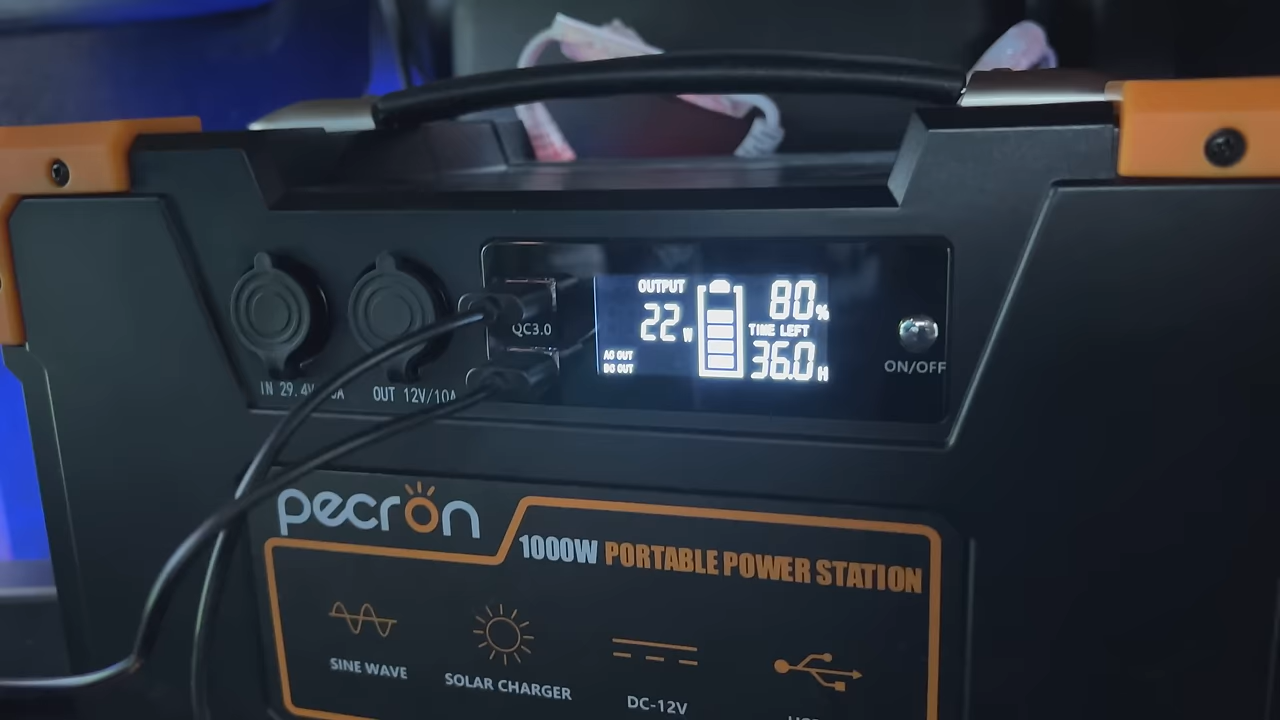 OUTPUT
22W
AC OUT
DC OUT
80%
TIME LEFT
36.0H
QC3.0
ON/OFF
IN 29.4V
OUT 12V/10A
pecron
1000W PORTABLE POWER STATION
SINE WAVE
SOLAR CHARGER
DC-12V